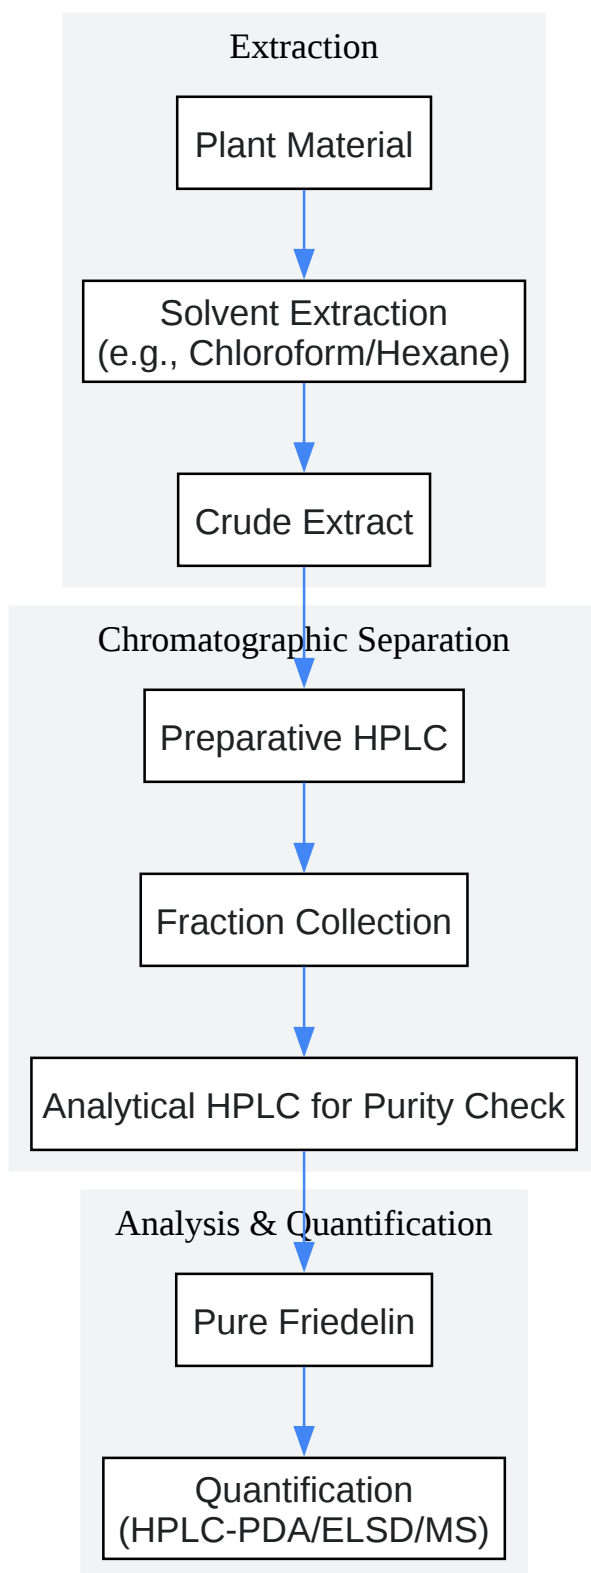 Extraction
Plant Material
Solvent Extraction
(e.g., Chloroform/Hexane)
Crude Extract
Chromatographic Separation
Preparative HPLC
Fraction Collection
Analytical HPLC for Purity Check
Analysis & Quantification
Pure Friedelin
Quantification
(HPLC-PDA/ELSD/MS)